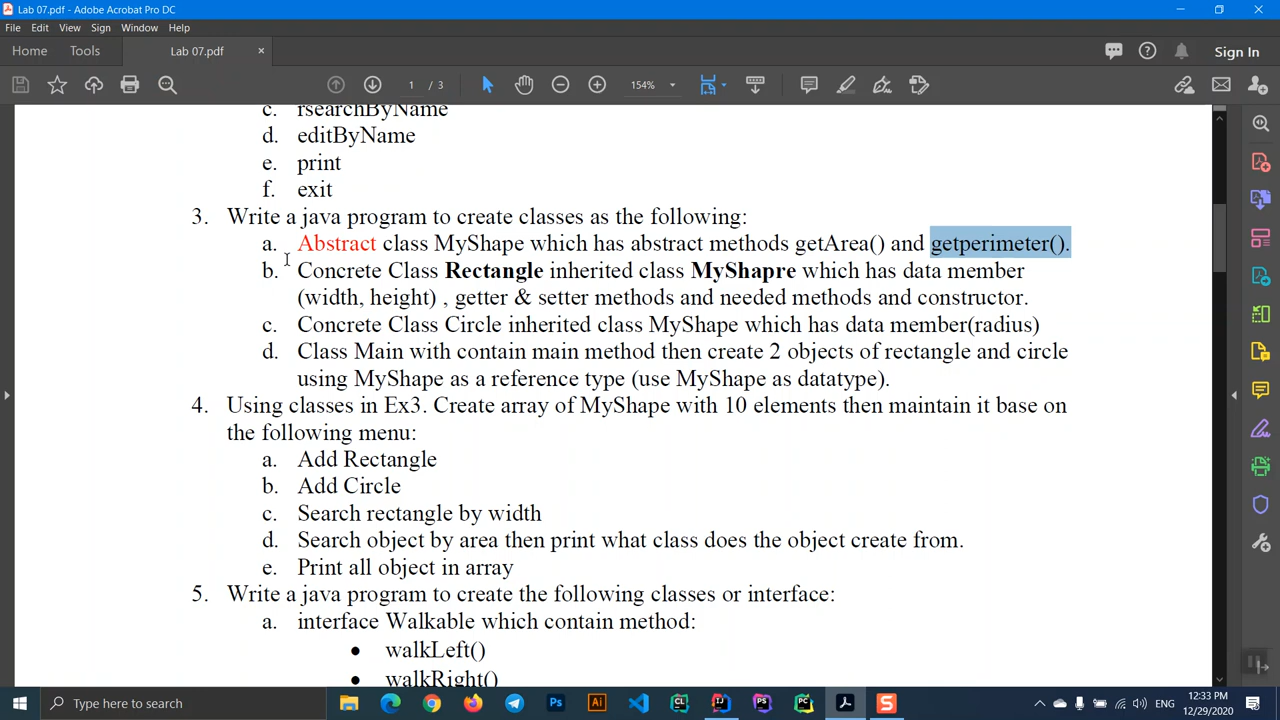 Lab 07.pdf - Adobe Acrobat Pro DC
File Edit View Sign Window Help
Home Tools Lab 07.pdf × Sign In
1 / 3 154%
c. rsearchByName
d. editByName
e. print
f. exit
3. Write a java program to create classes as the following:
a. Abstract class MyShape which has abstract methods getArea() and getperimeter().
b. Concrete Class Rectangle inherited class MyShapre which has data member
(width, height) , getter & setter methods and needed methods and constructor.
c. Concrete Class Circle inherited class MyShape which has data member(radius)
d. Class Main with contain main method then create 2 objects of rectangle and circle
using MyShape as a reference type (use MyShape as datatype).
4. Using classes in Ex3. Create array of MyShape with 10 elements then maintain it base on
the following menu:
a. Add Rectangle
b. Add Circle
c. Search rectangle by width
d. Search object by area then print what class does the object create from.
e. Print all object in array
5. Write a java program to create the following classes or interface:
a. interface Walkable which contain method:
• walkLeft()
• walkRight()
Type here to search
Ps Ai CL IJ PS PC S
ENG
12:33 PM
12/29/2020